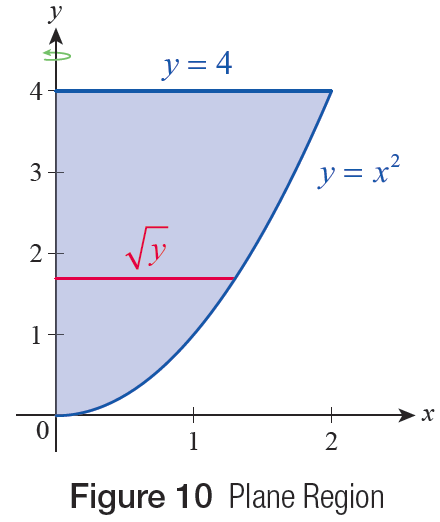 y
y = 4
4
y = x²
3
√y
2
1
x
0
1
2
Figure 10 Plane Region